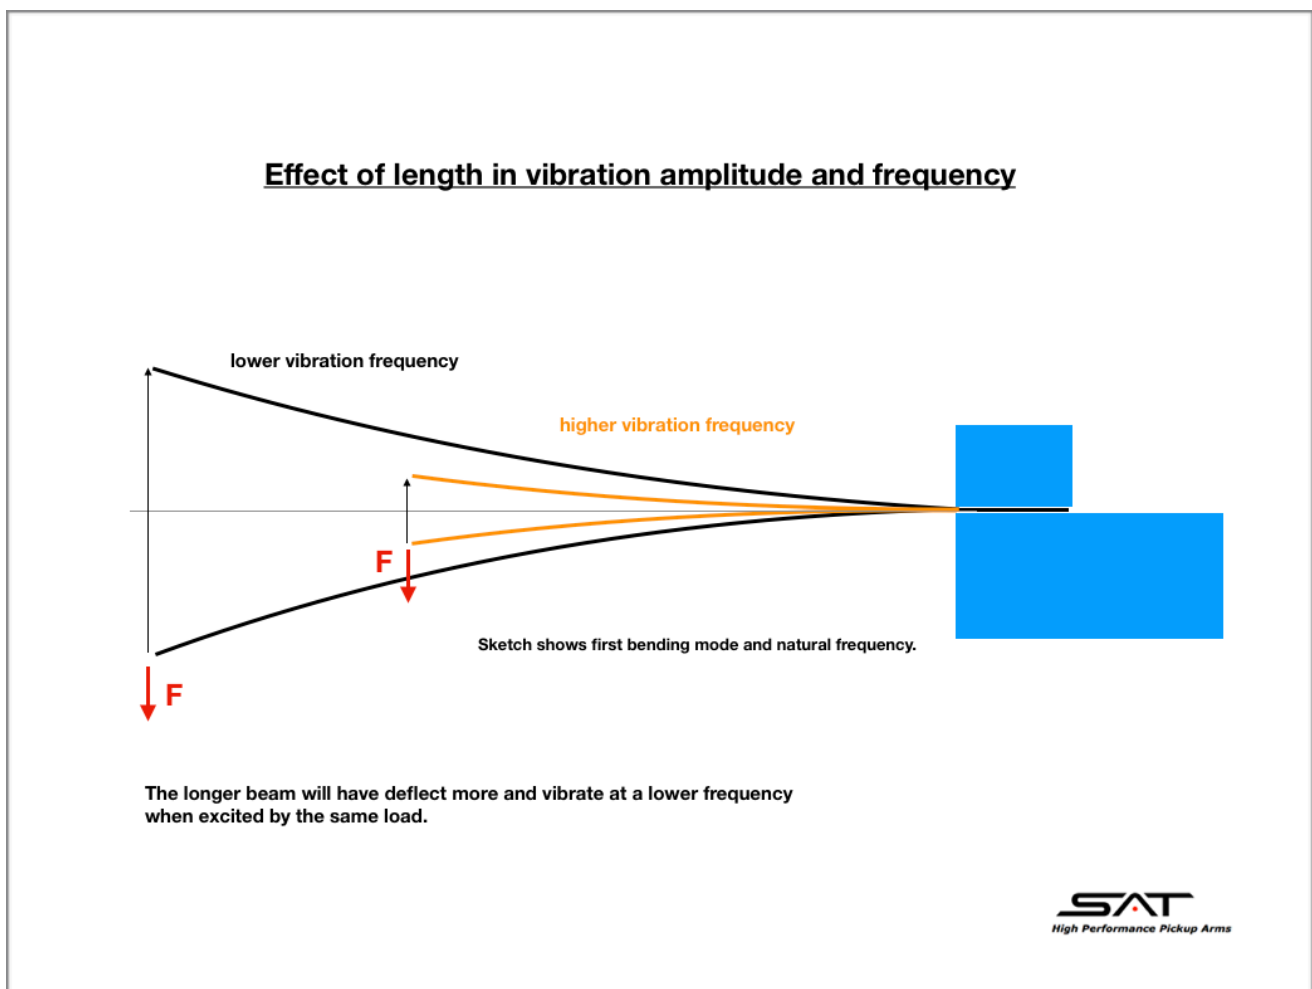 Effect of length in vibration amplitude and frequency
lower vibration frequency
higher vibration frequency
F
Sketch shows first bending mode and natural frequency.
F
The longer beam will have deflect more and vibrate at a lower frequency
when excited by the same load.
SAT
High Performance Pickup Arms